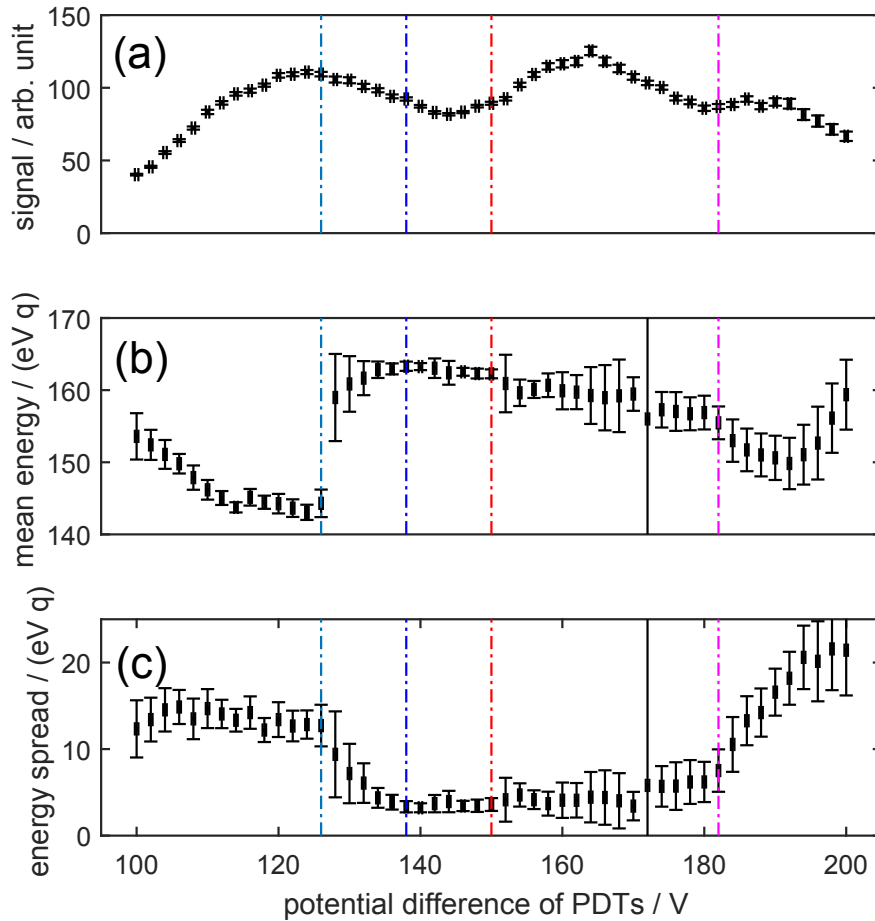 (a)
signal / arb. unit
150
100
50
0
(b)
mean energy / (eV q)
170
160
150
140
(c)
energy spread / (eV q)
20
10
0
100 120 140 160 180 200
potential difference of PDTs / V